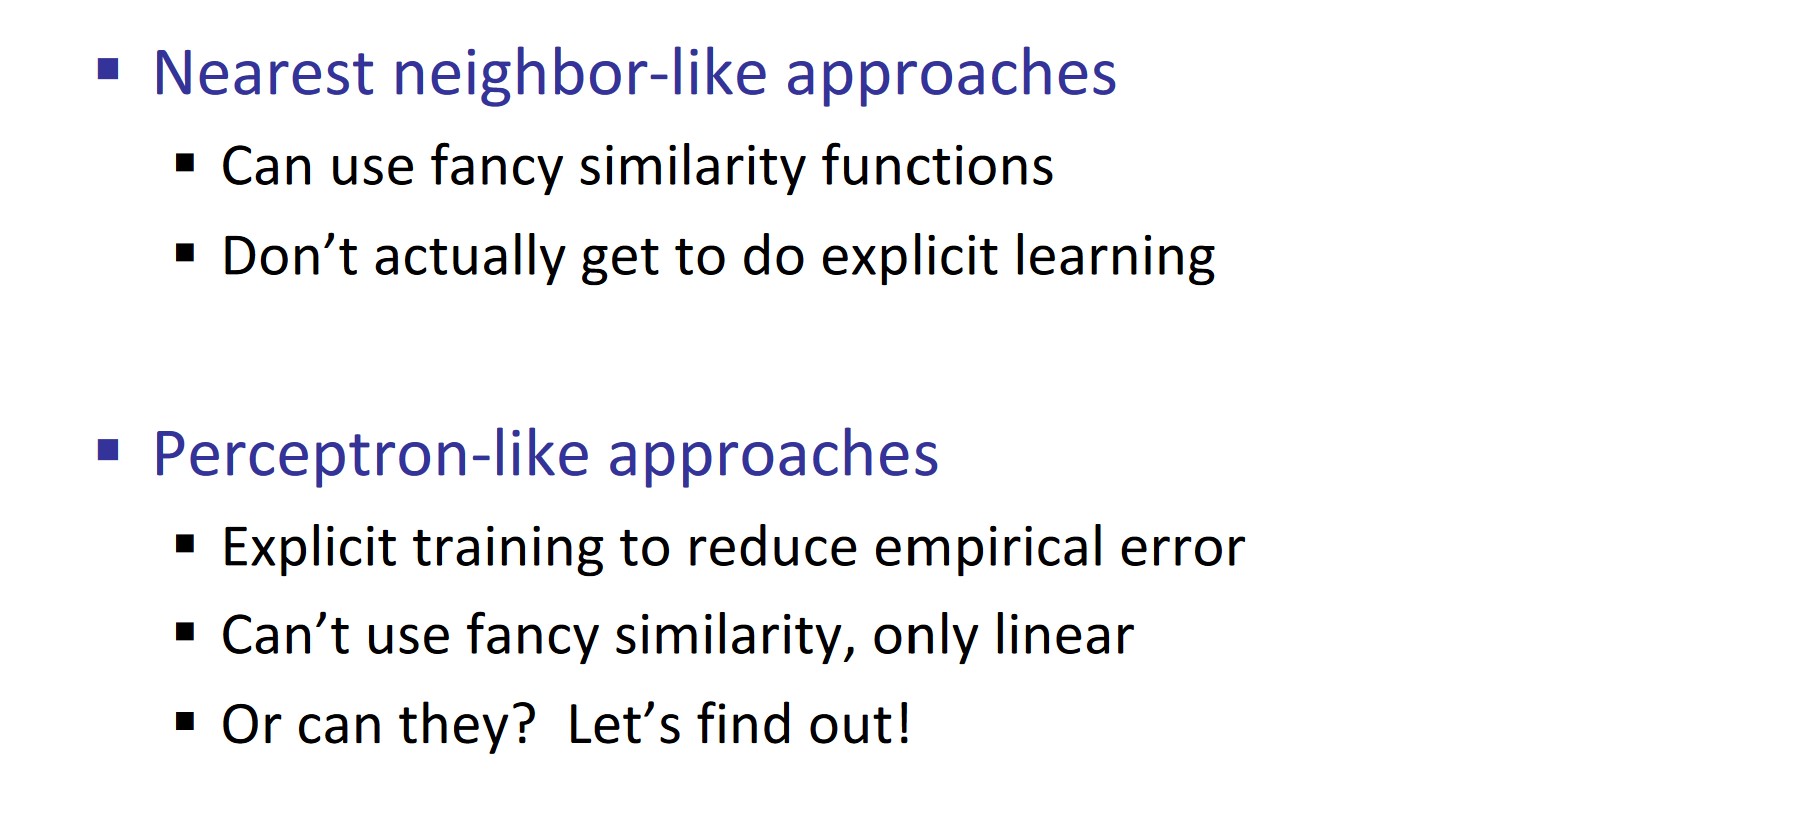 ▪ Nearest neighbor-like approaches
▪ Can use fancy similarity functions
▪ Don’t actually get to do explicit learning
▪ Perceptron-like approaches
▪ Explicit training to reduce empirical error
▪ Can’t use fancy similarity, only linear
▪ Or can they?  Let’s find out!